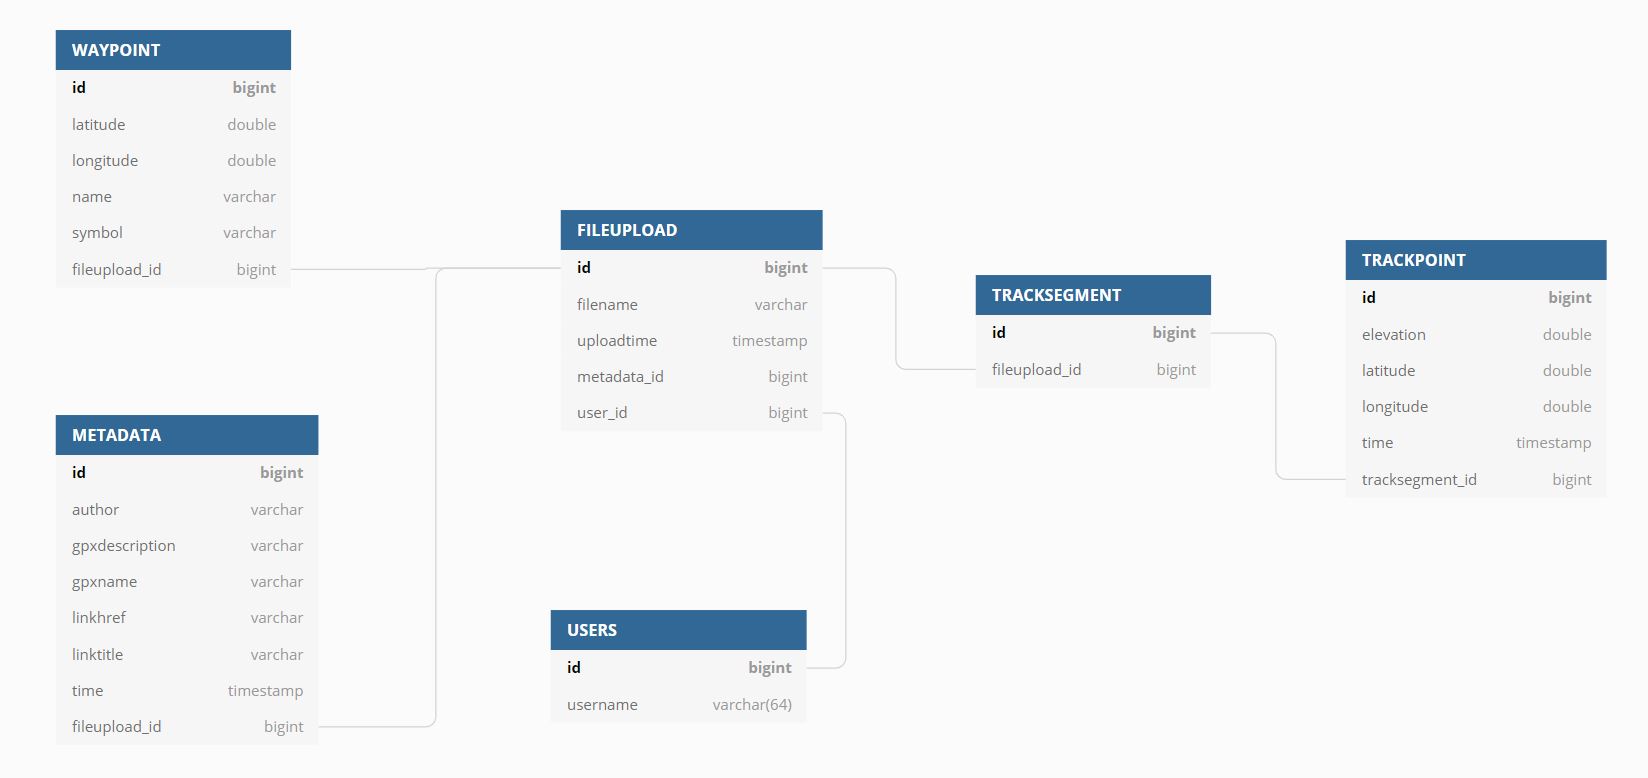 WAYPOINT
id bigint
latitude double
longitude double
name varchar
symbol varchar
fileupload_id bigint
METADATA
id bigint
author varchar
gpxdescription varchar
gpxname varchar
linkhref varchar
linktitle varchar
time timestamp
fileupload_id bigint
FILEUPLOAD
id bigint
filename varchar
uploadtime timestamp
metadata_id bigint
user_id bigint
USERS
id bigint
username varchar(64)
TRACKSEGMENT
id bigint
fileupload_id bigint
TRACKPOINT
id bigint
elevation double
latitude double
longitude double
time timestamp
tracksegment_id bigint